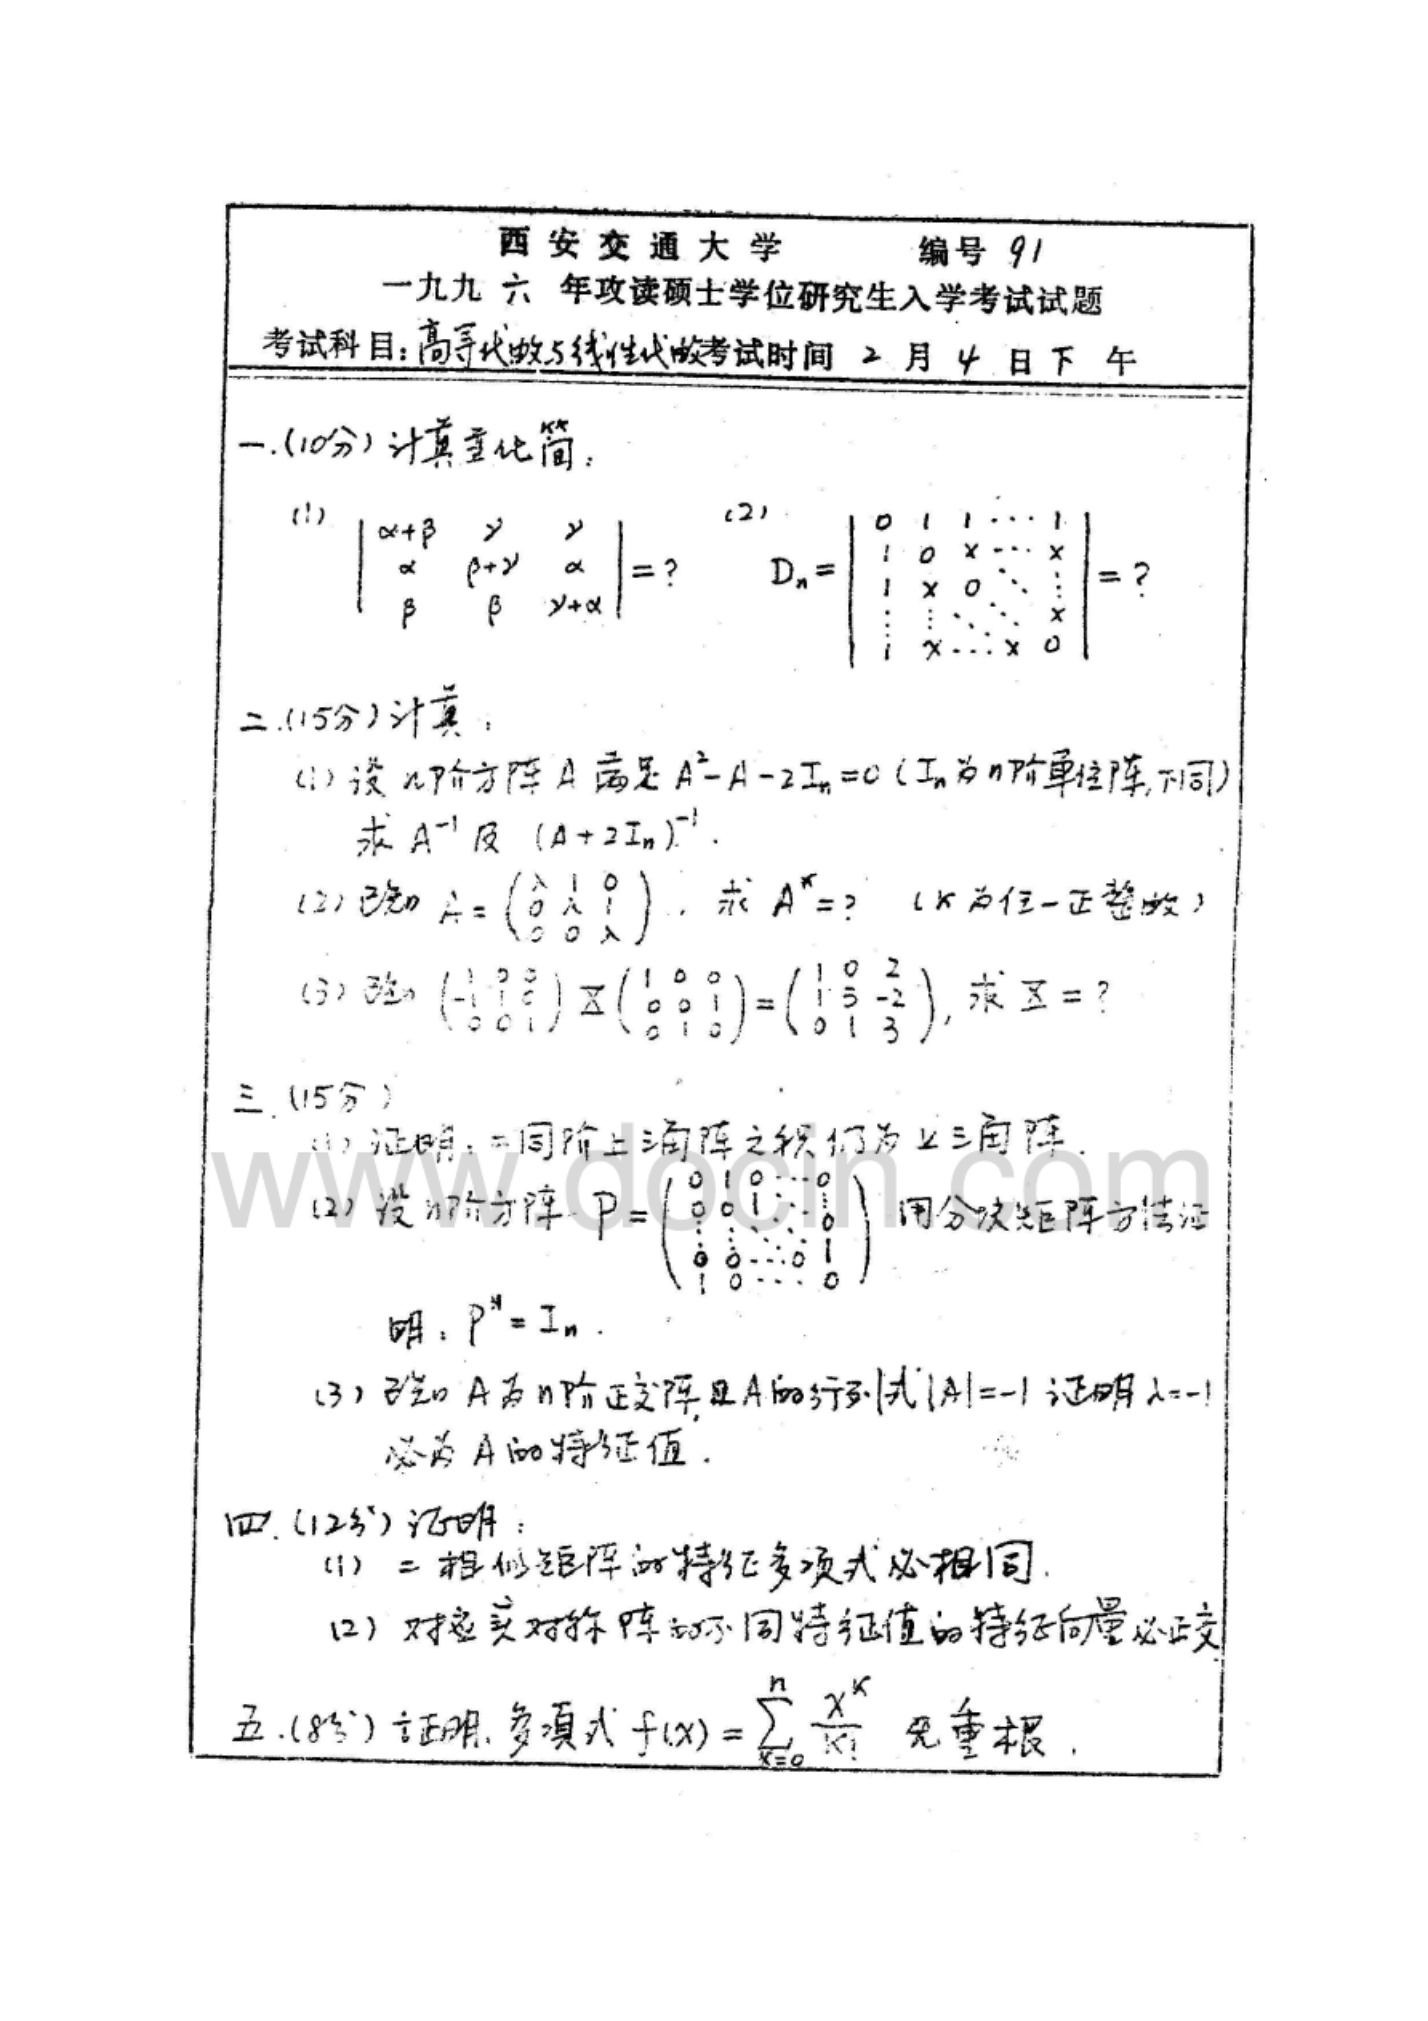 西安交通大学 编号 91
一九九六 年攻读硕士学位研究生入学考试试题
考试科目：高等代数与线性代数 考试时间 2 月 4 日下 午
一.(10分) 计算并化简：
(1) | α+β γ γ | (2) | 0 1 1 ⋯ 1 |
| α β+γ α | =? Dₙ = | 1 0 x ⋯ x | = ?
| β β γ+α | | 1 x 0 ⋱ ⋮ |
| ⋮ ⋮ ⋱ ⋱ x |
| 1 x ⋯ x 0 |
二.(15分) 计算：
(1) 设 n阶方阵 A 满足 A²-A-2Iₙ=0 (Iₙ为n阶单位阵,下同)
求 A⁻¹ 及 (A+2Iₙ)⁻¹.
(2) 已知 A = ( λ 1 0 ; 0 λ 1 ; 0 0 λ ), 求 Aᵏ=? (k为任一正整数)
(3) 已知 ( 1 0 0 ; -1 1 0 ; 0 0 1 ) X ( 1 0 0 ; 0 0 1 ; 0 1 0 ) = ( 1 0 2 ; 1 5 -2 ; 0 1 3 ), 求 X = ?
三.(15分)
(1) 证明：二同阶上三角阵之积仍为上三角阵.
(2) 设 n阶方阵 P = ( 0 1 0 ⋯ 0 ; 0 0 1 ⋱ ⋮ ; ⋮ ⋮ ⋱ ⋱ 0 ; 0 0 ⋯ 0 1 ; 1 0 ⋯ 0 ) 用分块矩阵方法证
明：Pⁿ = Iₙ.
(3) 已知 A为n阶正交阵,且A的行列式|A|=-1 证明 λ=-1
必为 A 的特征值.
四.(12分) 证明：
(1) 二相似矩阵的特征多项式必相同.
(2) 对应实对称阵的不同特征值的特征向量必正交
五.(8分) 证明,多项式 f(x) = ∑ₖ₌₀ⁿ xᵏ/k! 无重根.
www.docin.com